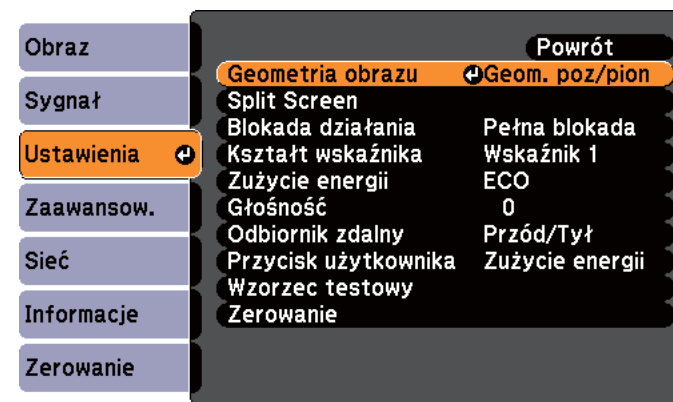 Obraz
Sygnał
Ustawienia
Zaawansow.
Sieć
Informacje
Zerowanie
Powrót
Geometria obrazu Geom. poz/pion
Split Screen
Blokada działania Pełna blokada
Kształt wskaźnika Wskaźnik 1
Zużycie energii ECO
Głośność 0
Odbiornik zdalny Przód/Tył
Przycisk użytkownika Zużycie energii
Wzorzec testowy
Zerowanie